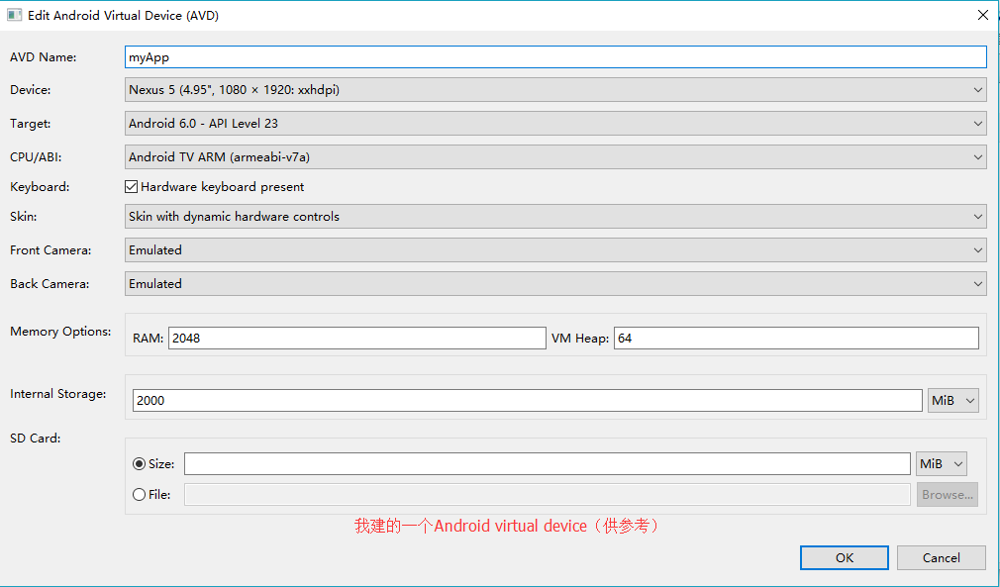 Edit Android Virtual Device (AVD)
AVD Name: myApp
Device: Nexus 5 (4.95", 1080 × 1920: xxhdpi)
Target: Android 6.0 - API Level 23
CPU/ABI: Android TV ARM (armeabi-v7a)
Keyboard: Hardware keyboard present
Skin: Skin with dynamic hardware controls
Front Camera: Emulated
Back Camera: Emulated
Memory Options: RAM: 2048 VM Heap: 64
Internal Storage: 2000 MiB
SD Card:
Size: MiB
File: Browse...
我建的一个Android virtual device（供参考）
OK Cancel